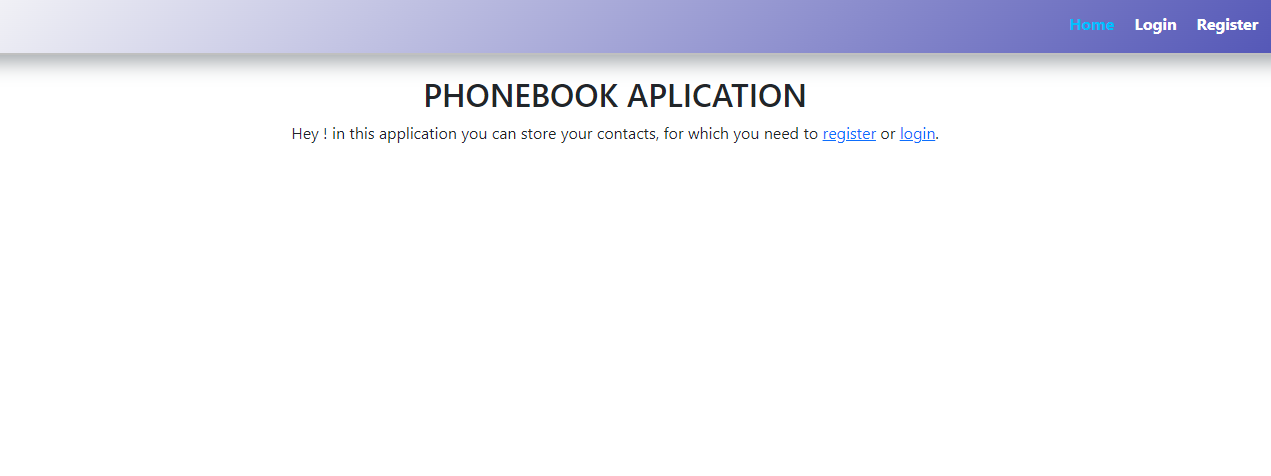 Home Login Register
PHONEBOOK APLICATION
Hey ! in this application you can store your contacts, for which you need to register or login.